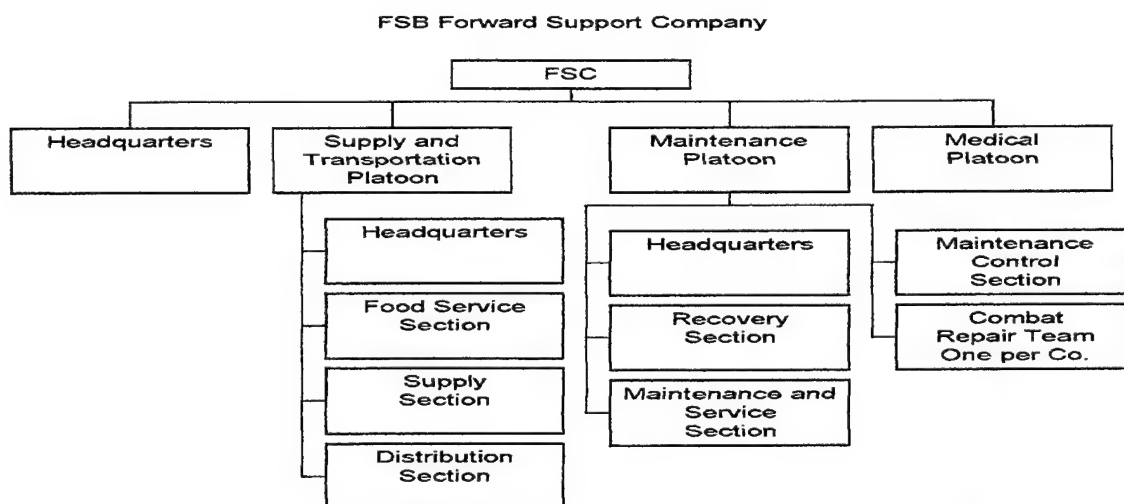 FSB Forward Support Company
FSC
Headquarters
Supply and
Transportation
Platoon
Maintenance
Platoon
Medical
Platoon
Headquarters
Food Service
Section
Supply
Section
Distribution
Section
Headquarters
Recovery
Section
Maintenance and
Service
Section
Maintenance
Control
Section
Combat
Repair Team
One per Co.